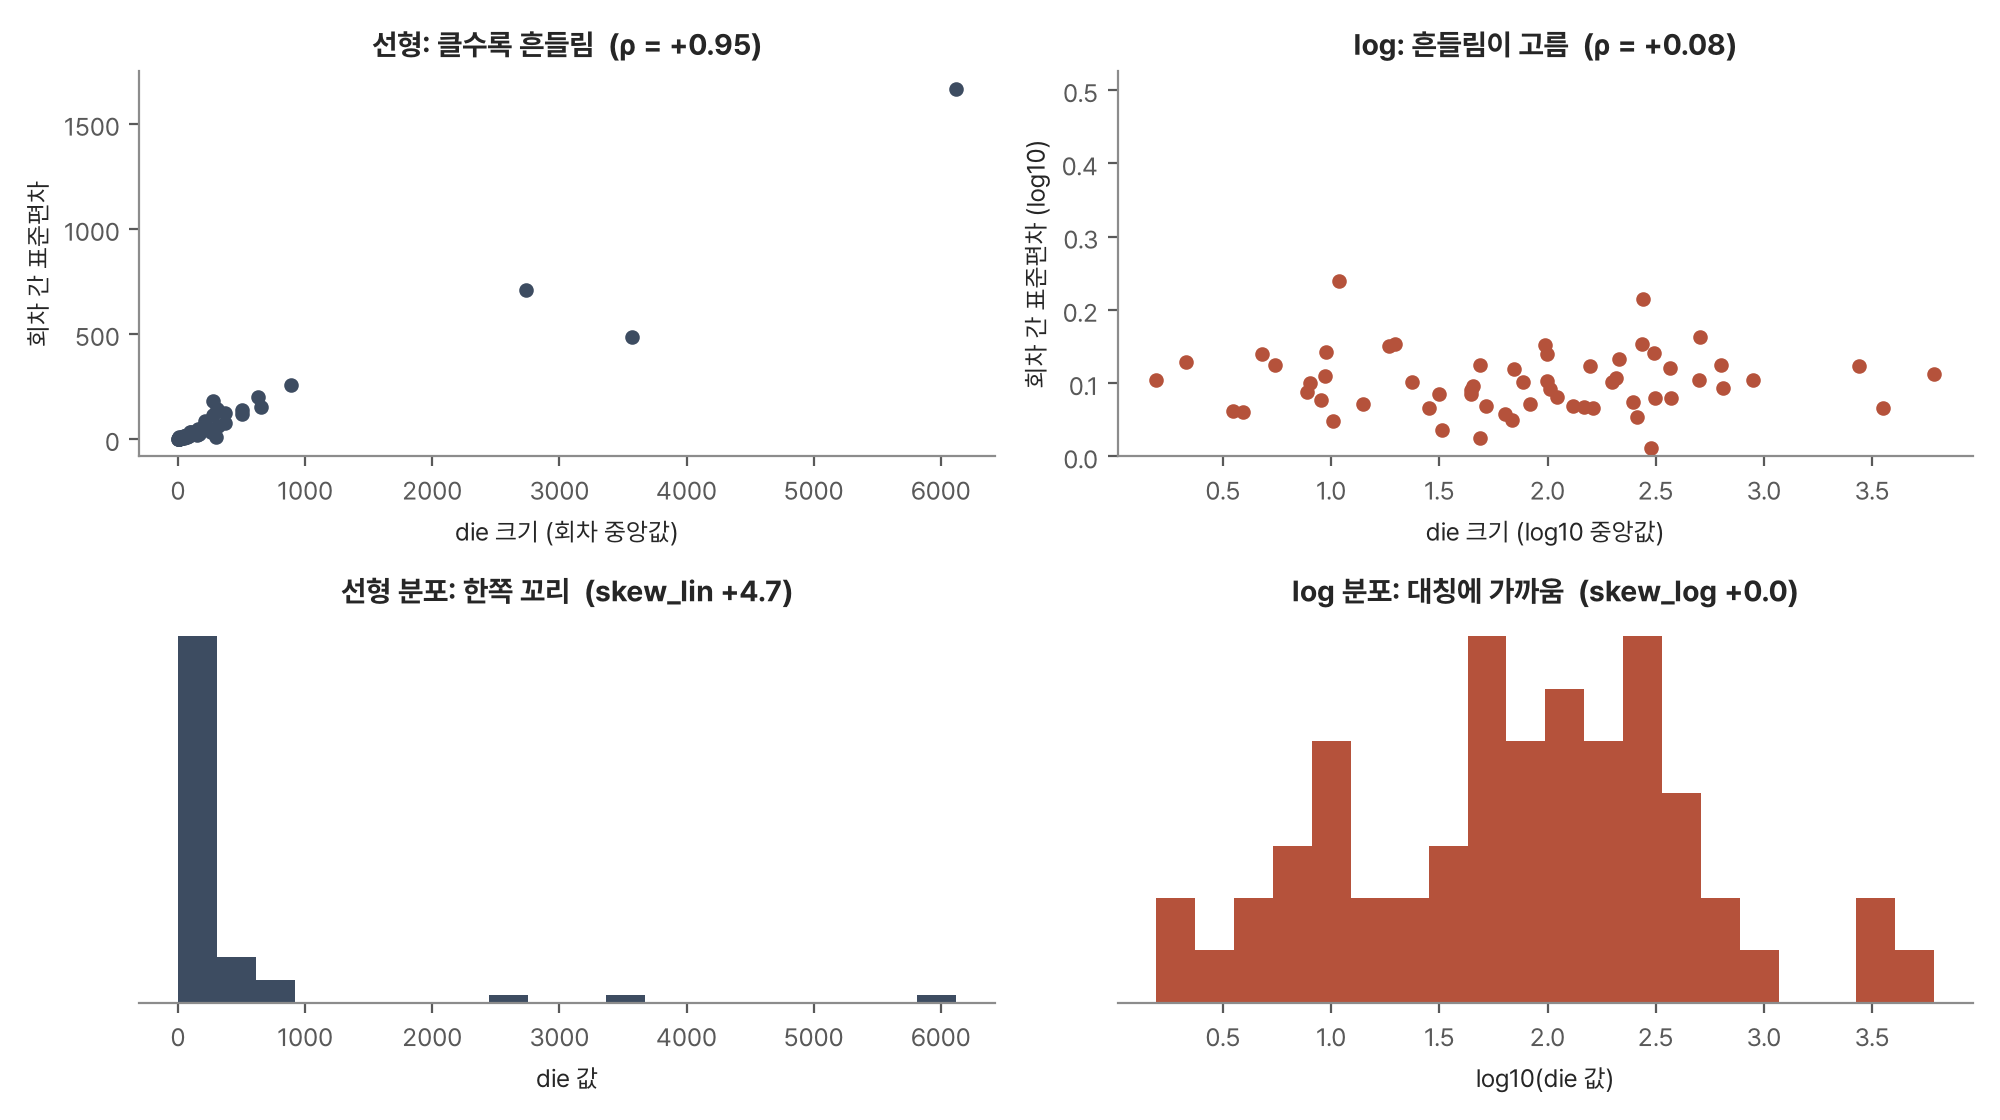 선형: 클수록 흔들림 (ρ = +0.95)
회차 간 표준편차
1500
1000
500
0
0 1000 2000 3000 4000 5000 6000
die 크기 (회차 중앙값)
log: 흔들림이 고름 (ρ = +0.08)
회차 간 표준편차 (log10)
0.5
0.4
0.3
0.2
0.1
0.0
0.5 1.0 1.5 2.0 2.5 3.0 3.5
die 크기 (log10 중앙값)
선형 분포: 한쪽 꼬리 (skew_lin +4.7)
0 1000 2000 3000 4000 5000 6000
die 값
log 분포: 대칭에 가까움 (skew_log +0.0)
0.5 1.0 1.5 2.0 2.5 3.0 3.5
log10(die 값)